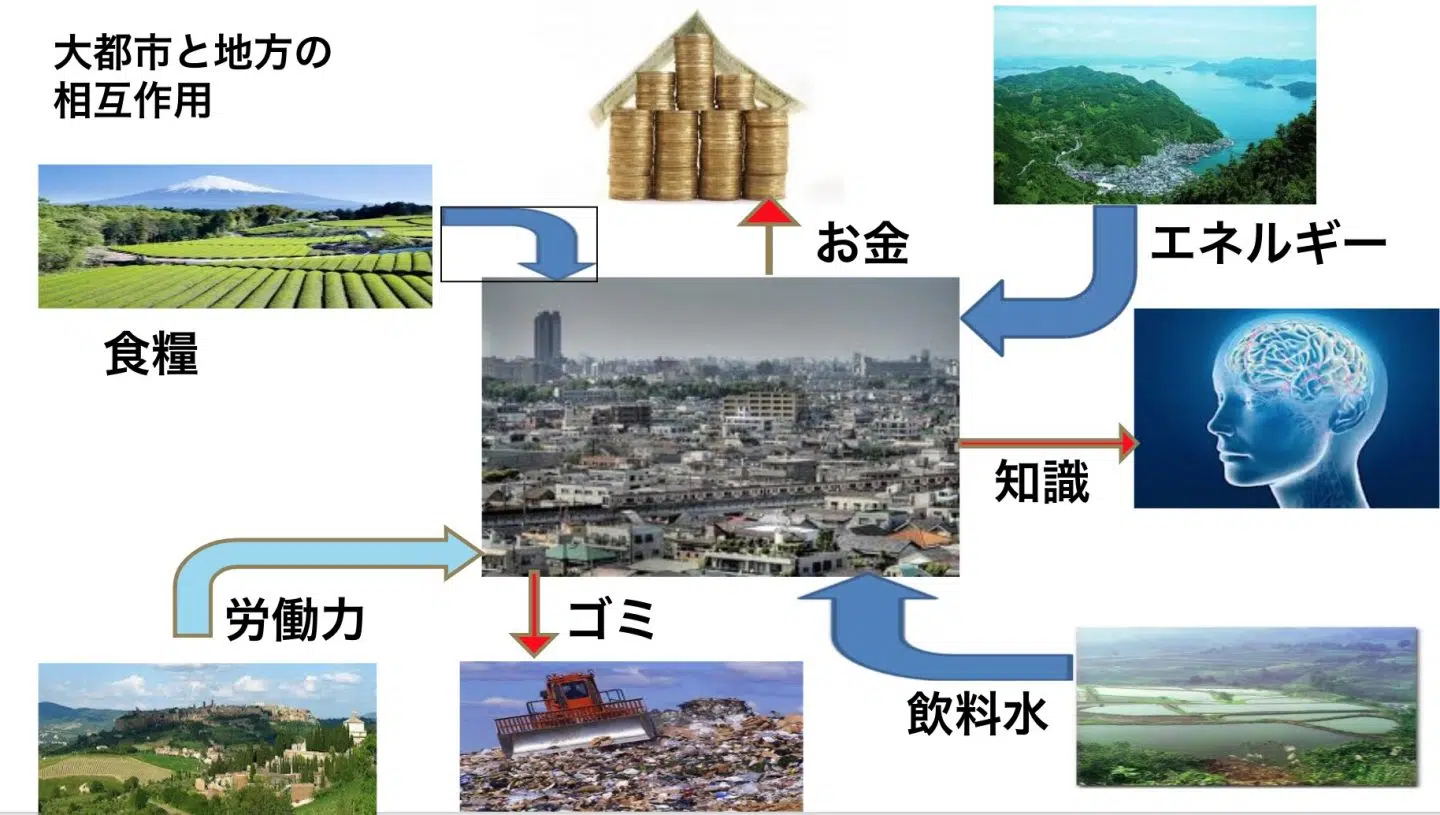 大都市と地方の
相互作用
お金
エネルギー
食糧
知識
労働力
ゴミ
飲料水